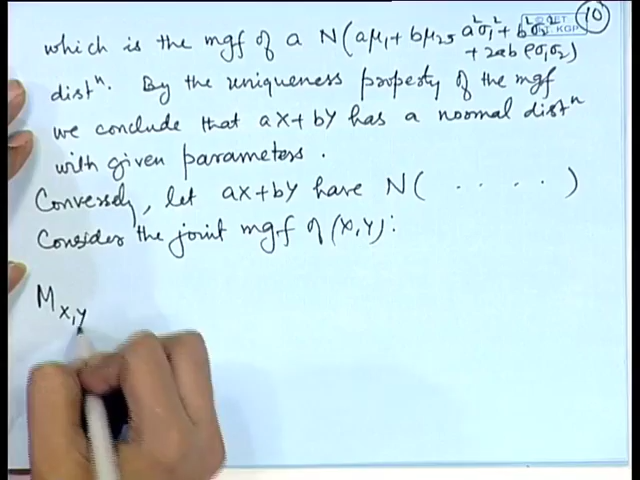 10
which is the mgf of a N(aμ₁ + bμ₂, a²σ₁² + b²σ₂²
+ 2ab ρσ₁σ₂)
distⁿ. By the uniqueness property of the mgf
we conclude that aX + bY has a normal distⁿ
with given parameters.
Conversely, let aX+bY have N( . . . . )
Consider the joint mgf of (X,Y):
M x,y